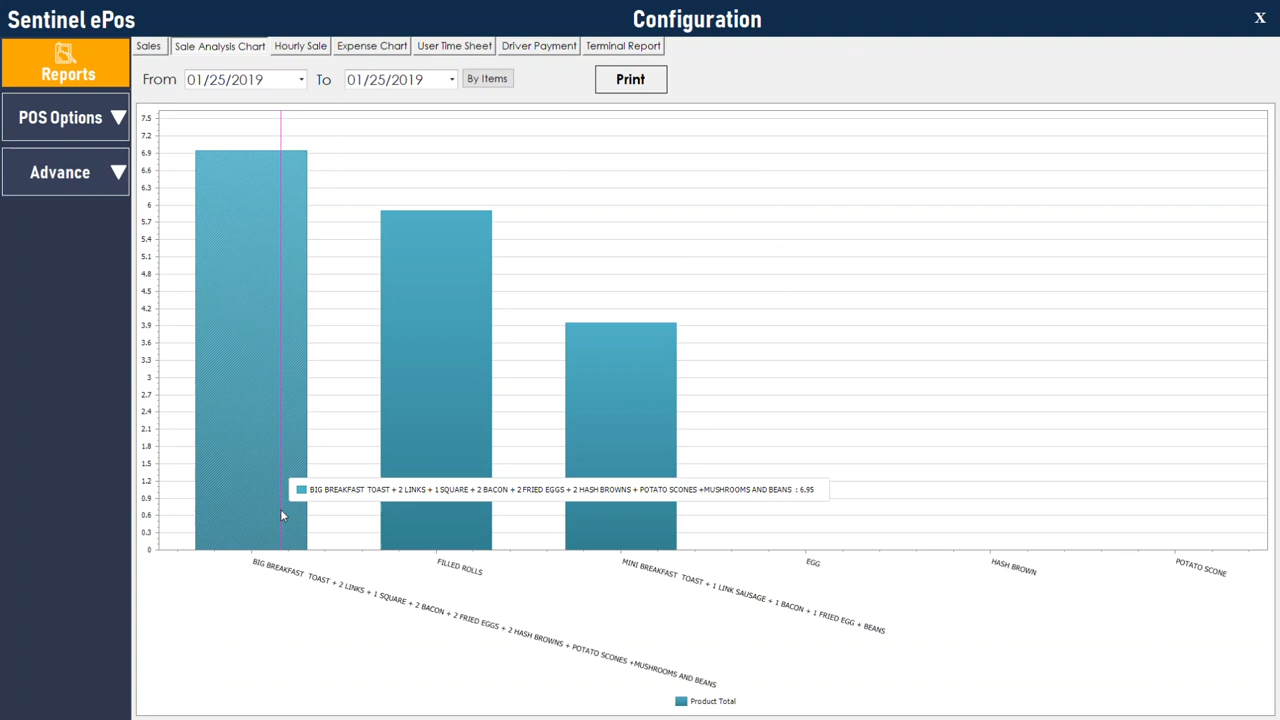 Sentinel ePos
Configuration
X
Reports
POS Options
Advance
Sales
Sale Analysis Chart
Hourly Sale
Expense Chart
User Time Sheet
Driver Payment
Terminal Report
From
01/25/2019
To
01/25/2019
By Items
Print
7.5
7.2
6.9
6.6
6.3
6
5.7
5.4
5.1
4.8
4.5
4.2
3.9
3.6
3.3
3
2.7
2.4
2.1
1.8
1.5
1.2
0.9
0.6
0.3
0
BIG BREAKFAST TOAST + 2 LINKS + 1 SQUARE + 2 BACON + 2 FRIED EGGS + 2 HASH BROWNS + POTATO SCONES +MUSHROOMS AND BEANS : 6.95
BIG BREAKFAST TOAST + 2 LINKS + 1 SQUARE + 2 BACON + 2 FRIED EGGS + 2 HASH BROWNS + POTATO SCONES +MUSHROOMS AND BEANS
FILLED ROLLS
MINI BREAKFAST TOAST + 1 LINK SAUSAGE + 1 BACON + 1 FRIED EGG + BEANS
EGG
HASH BROWN
POTATO SCONE
Product Total